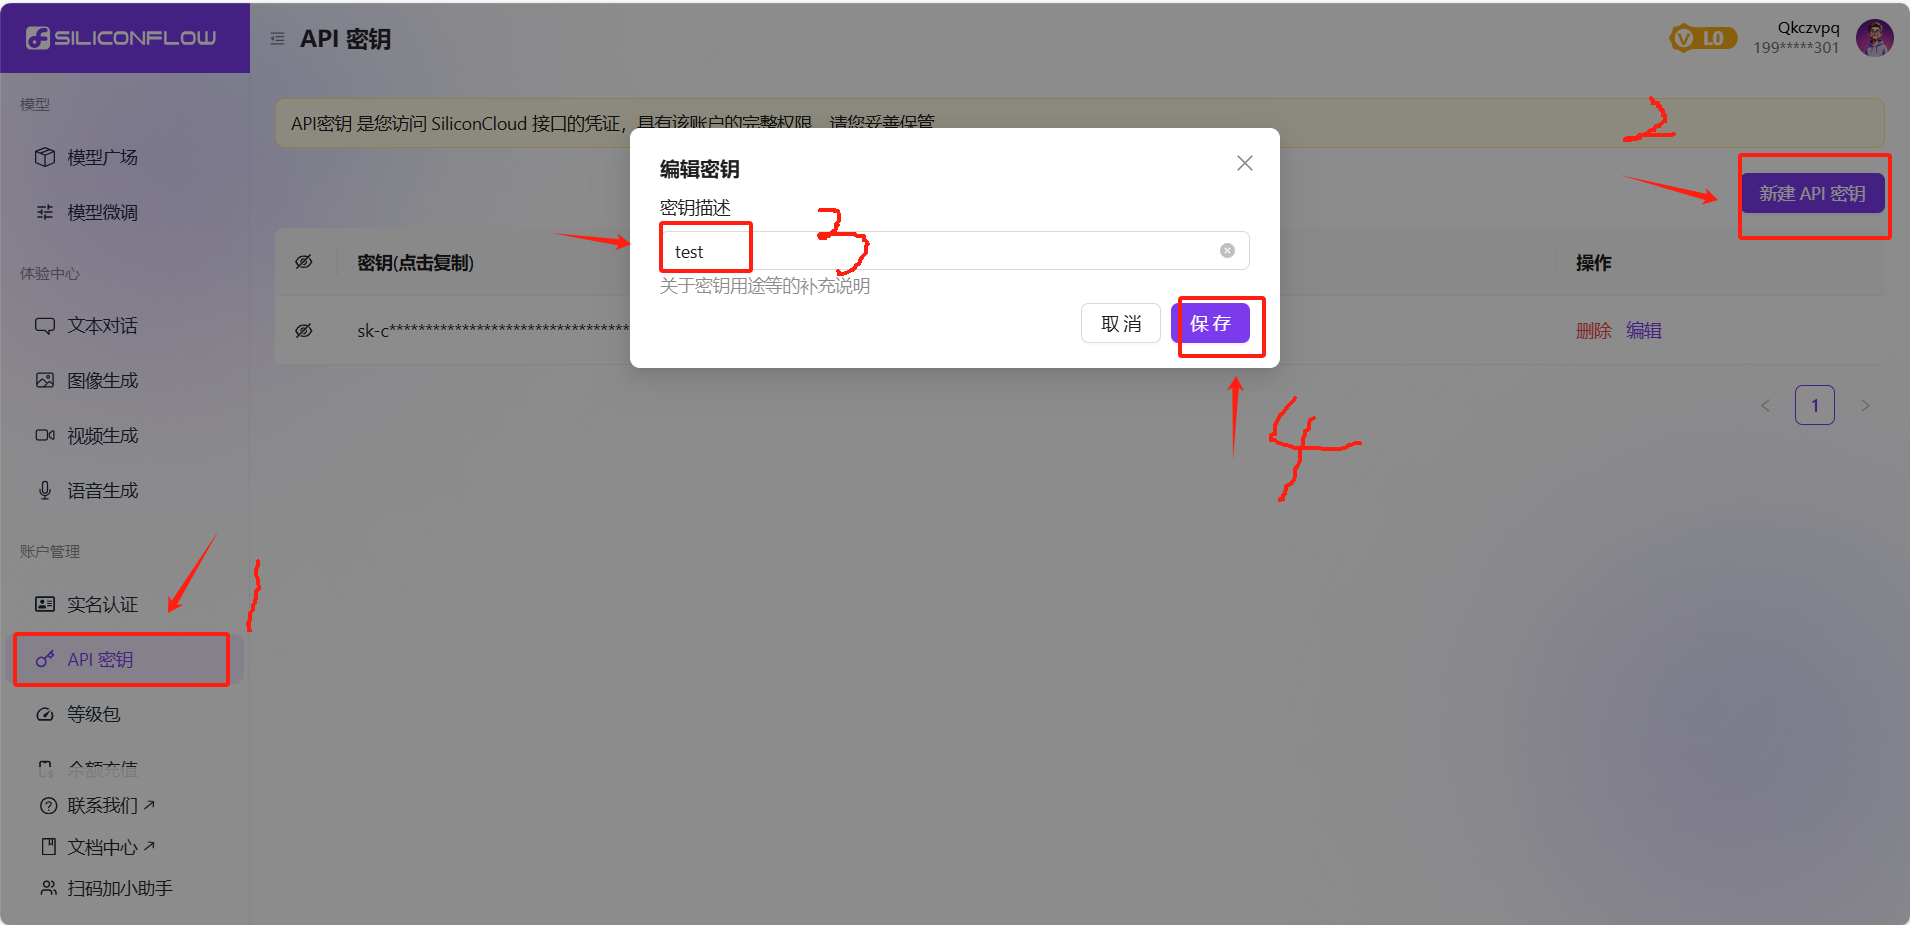 SILICONFLOW
API 密钥
L0
Qkczvpq
199*****301
模型
模型广场
模型微调
体验中心
文本对话
图像生成
视频生成
语音生成
账户管理
实名认证
API 密钥
等级包
余额充值
联系我们
文档中心
扫码加小助手
API密钥 是您访问 SiliconCloud 接口的凭证，具有该账户的完整权限，请您妥善保管
2
新建 API 密钥
密钥(点击复制)
操作
sk-c*********************************
删除 编辑
1
编辑密钥
密钥描述
3
test
关于密钥用途等的补充说明
取消
保存
4
1